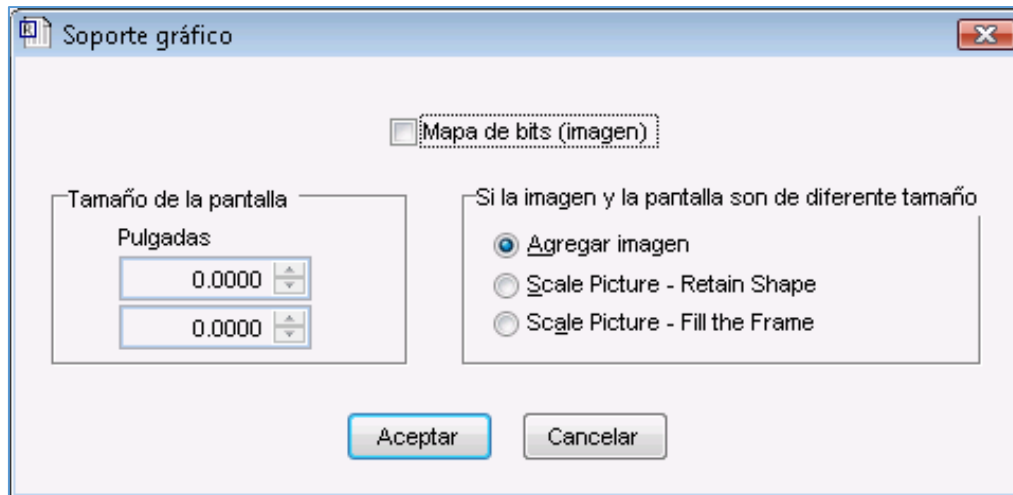 Soporte gráfico
Mapa de bits (imagen)
Tamaño de la pantalla
Pulgadas
0.0000
0.0000
Si la imagen y la pantalla son de diferente tamaño
Agregar imagen
Scale Picture - Retain Shape
Scale Picture - Fill the Frame
Aceptar
Cancelar